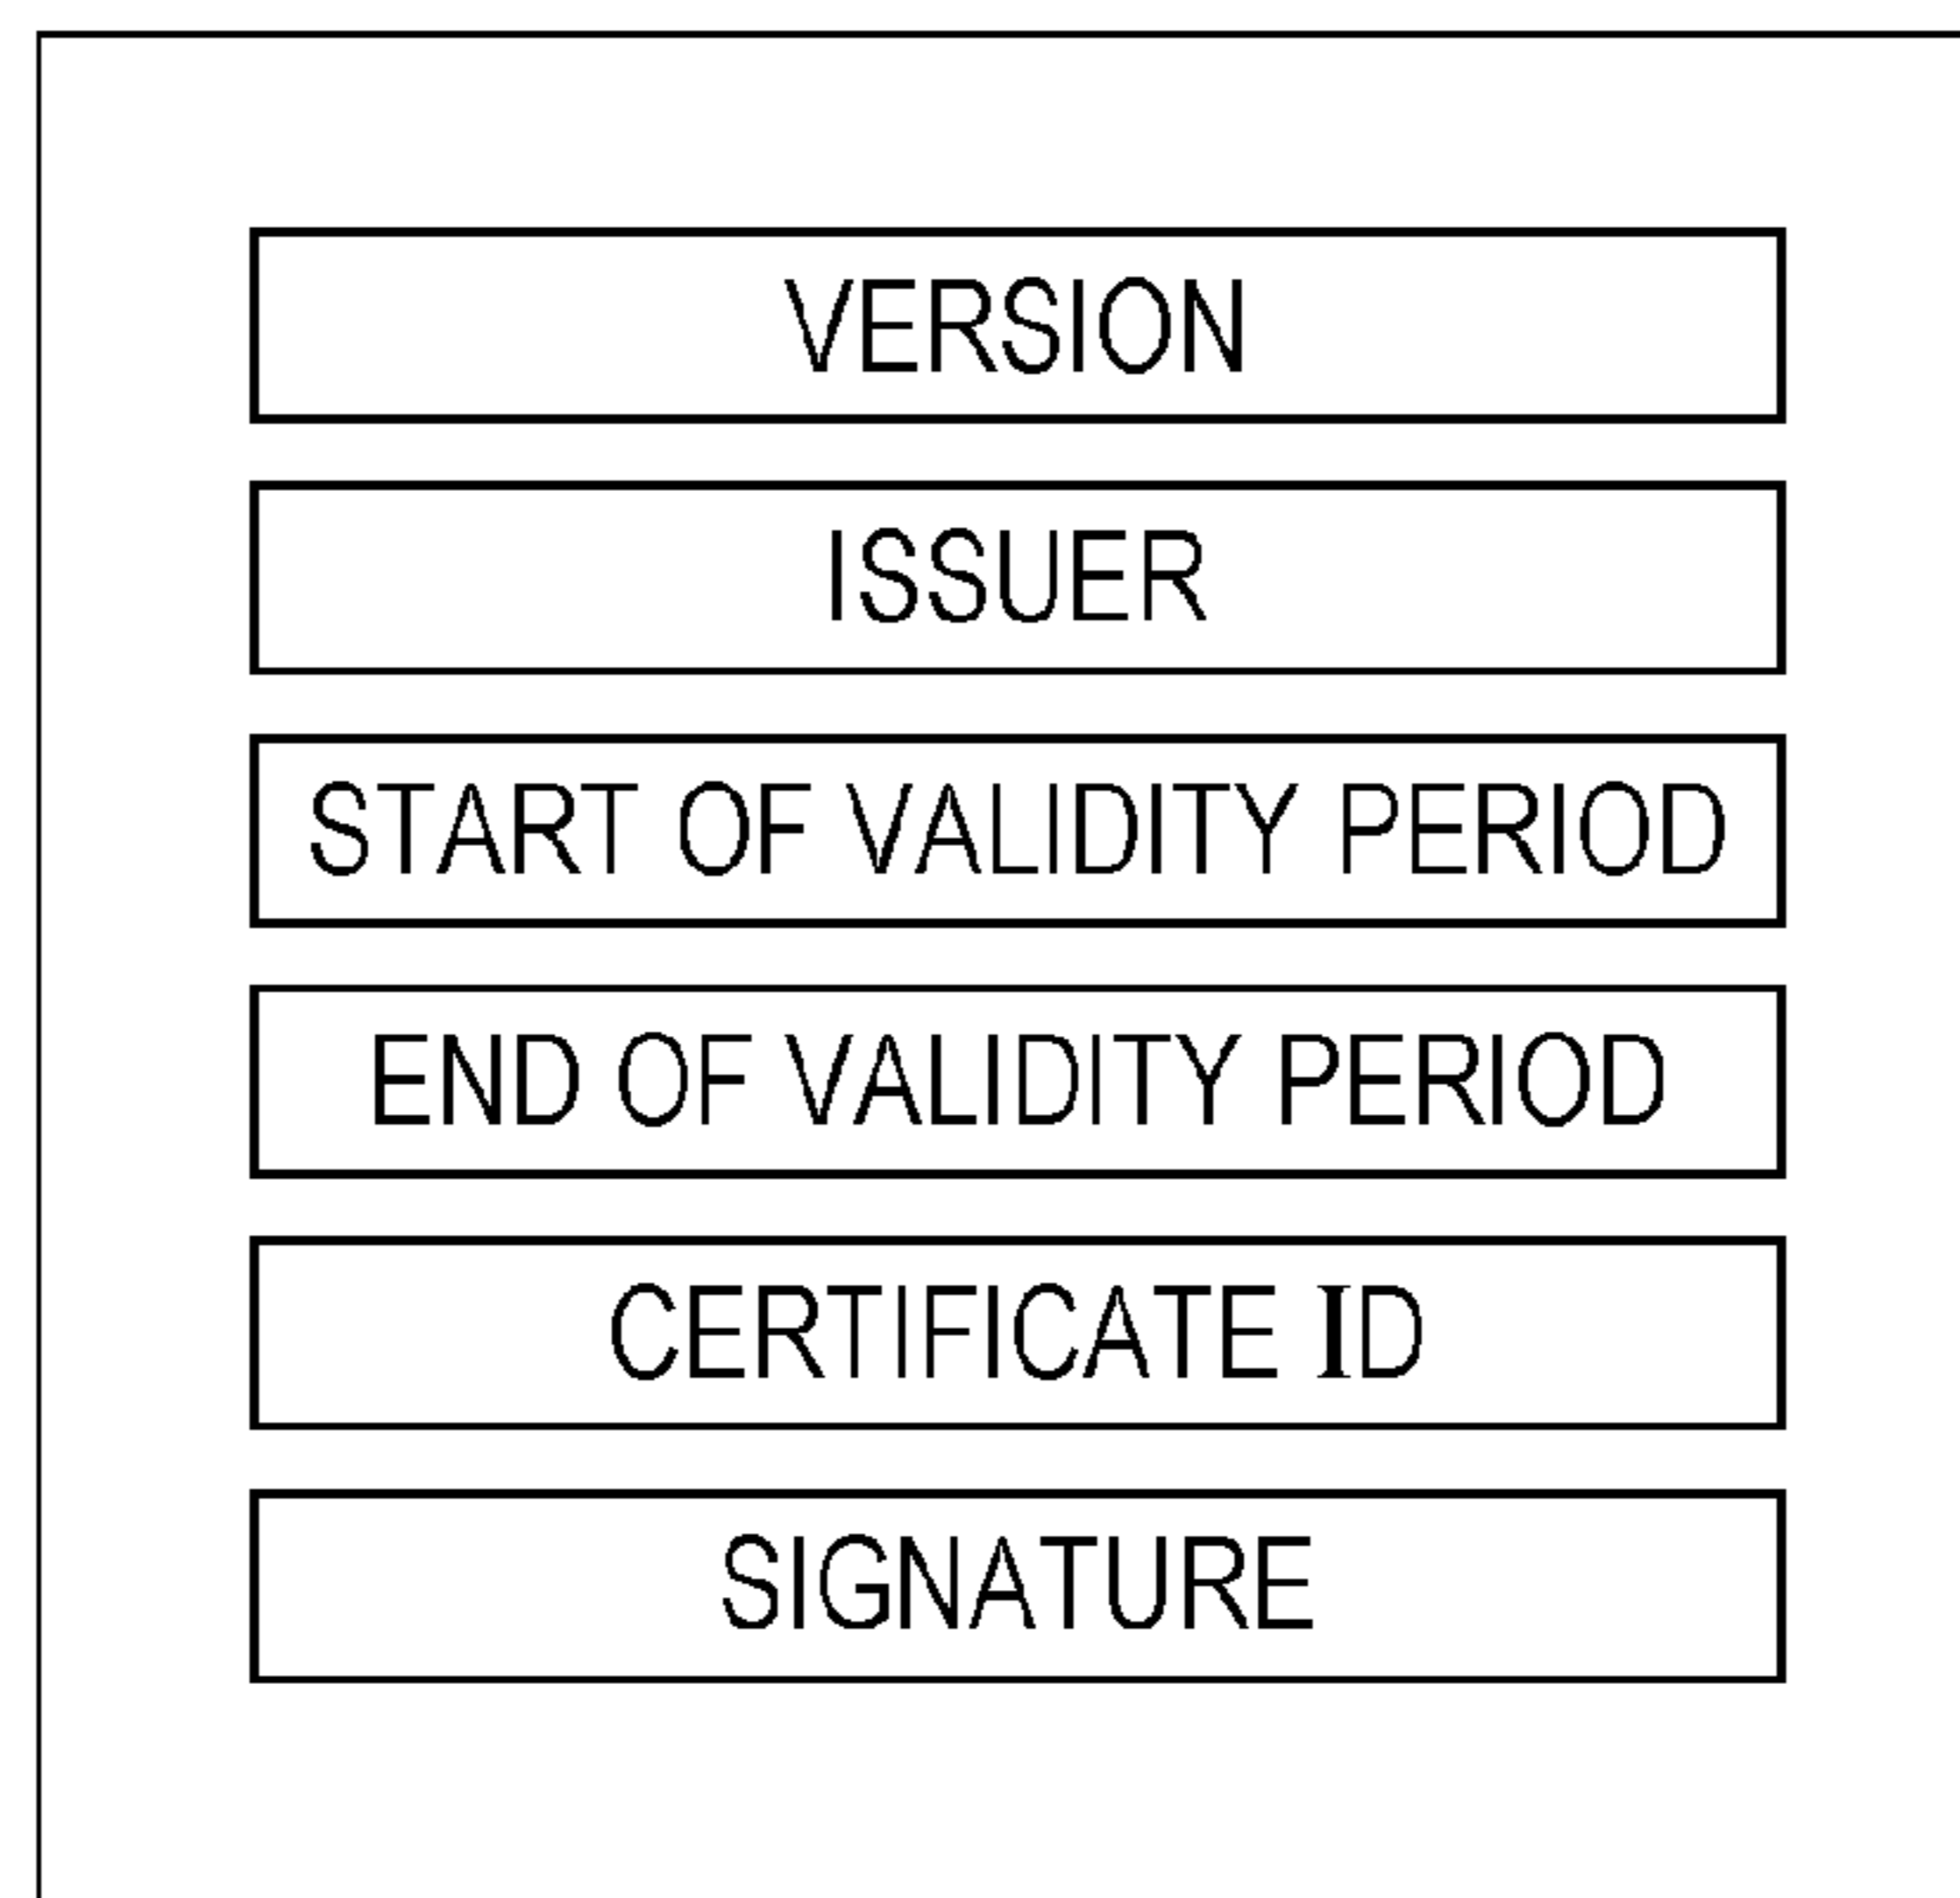 VERSION
ISSUER
START OF VALIDITY PERIOD
END OF VALIDITY PERIOD
CERTIFICATE ID
SIGNATURE